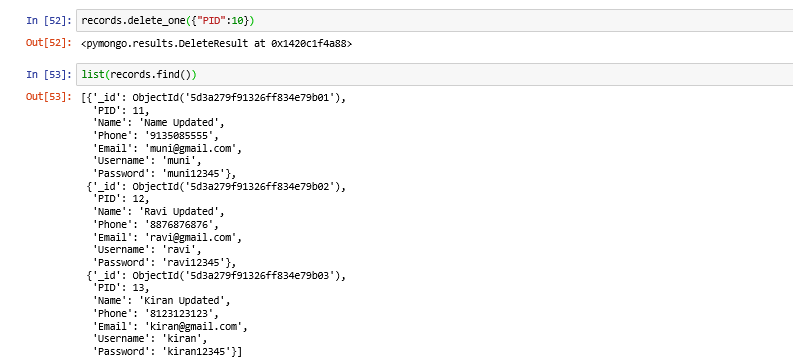 In [52]: records.delete_one({"PID":10})
Out[52]: <pymongo.results.DeleteResult at 0x1420c1f4a88>
In [53]: list(records.find())
Out[53]: [{'_id': ObjectId('5d3a279f91326ff834e79b01'),
'PID': 11,
'Name': 'Name Updated',
'Phone': '9135085555',
'Email': 'muni@gmail.com',
'Username': 'muni',
'Password': 'muni12345'},
{'_id': ObjectId('5d3a279f91326ff834e79b02'),
'PID': 12,
'Name': 'Ravi Updated',
'Phone': '8876876876',
'Email': 'ravi@gmail.com',
'Username': 'ravi',
'Password': 'ravi12345'},
{'_id': ObjectId('5d3a279f91326ff834e79b03'),
'PID': 13,
'Name': 'Kiran Updated',
'Phone': '8123123123',
'Email': 'kiran@gmail.com',
'Username': 'kiran',
'Password': 'kiran12345'}]